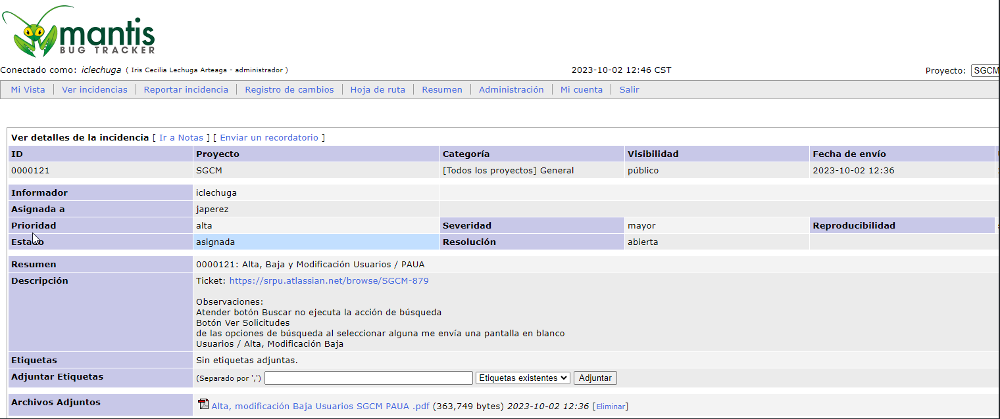 mantis
BUG TRACKER
Conectado como: iclechuga ( Iris Cecilia Lechuga Arteaga - administrador ) 2023-10-02 12:46 CST Proyecto: SGCM
Mi Vista | Ver incidencias | Reportar incidencia | Registro de cambios | Hoja de ruta | Resumen | Administración | Mi cuenta | Salir
Ver detalles de la incidencia [ Ir a Notas ] [ Enviar un recordatorio ]
ID Proyecto Categoría Visibilidad Fecha de envío
0000121 SGCM [Todos los proyectos] General público 2023-10-02 12:36
Informador iclechuga
Asignada a japerez
Prioridad alta Severidad mayor Reproducibilidad
Estado asignada Resolución abierta
Resumen 0000121: Alta, Baja y Modificación Usuarios / PAUA
Descripción Ticket: https://srpu.atlassian.net/browse/SGCM-879
Observaciones:
Atender botón Buscar no ejecuta la acción de búsqueda
Botón Ver Solicitudes
de las opciones de búsqueda al seleccionar alguna me envía una pantalla en blanco
Usuarios / Alta, Modificación Baja
Etiquetas Sin etiquetas adjuntas.
Adjuntar Etiquetas (Separado por ',') Etiquetas existentes Adjuntar
Archivos Adjuntos Alta, modificación Baja Usuarios SGCM PAUA .pdf (363,749 bytes) 2023-10-02 12:36 [Eliminar]